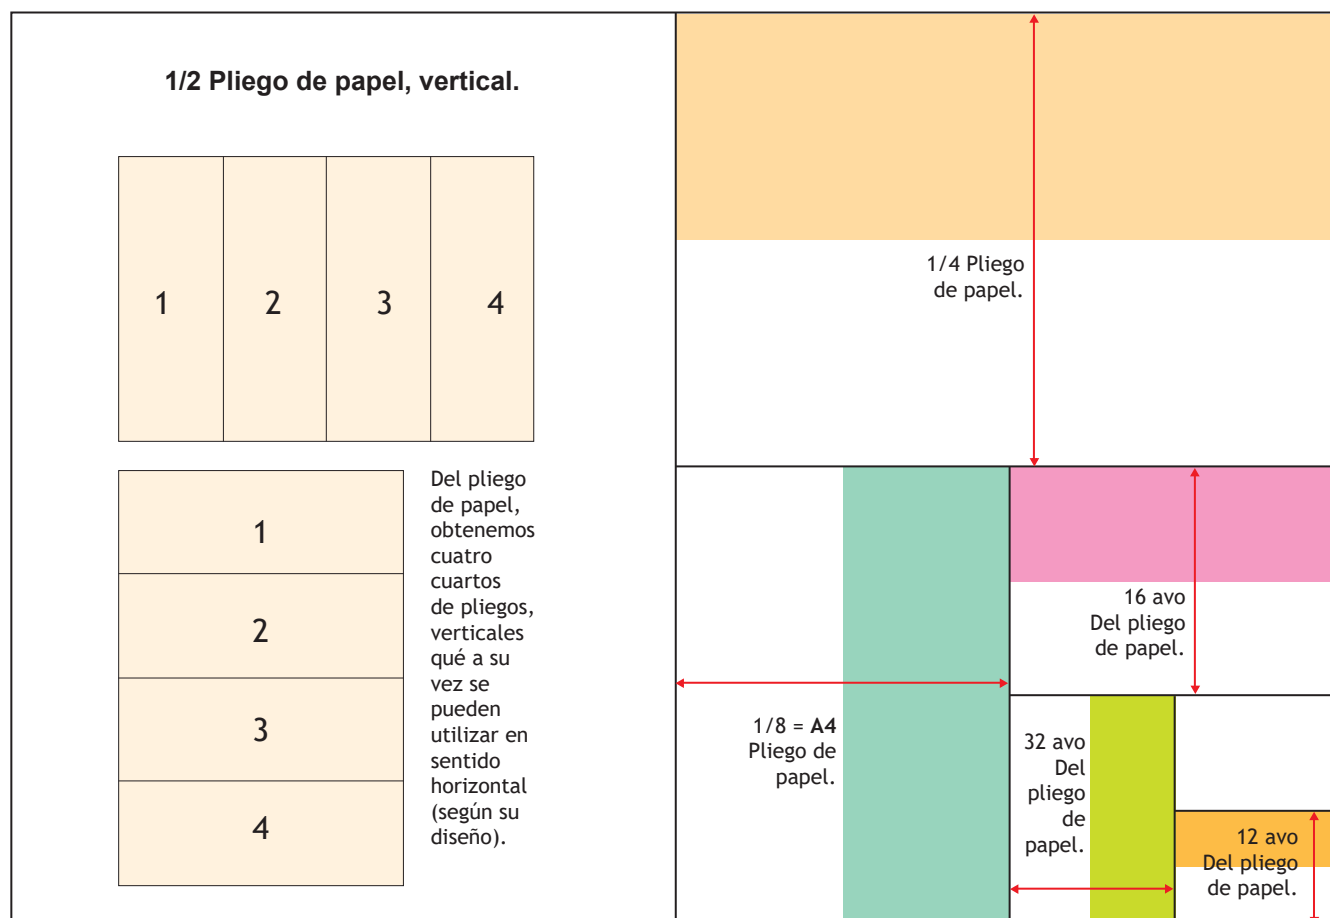 1/2 Pliego de papel, vertical.
1
2
3
4
1
2
3
4
Del pliego
de papel,
obtenemos
cuatro
cuartos
de pliegos,
verticales
qué a su
vez se
pueden
utilizar en
sentido
horizontal
(según su
diseño).
1/4 Pliego
de papel.
1/8 = A4
Pliego de
papel.
16 avo
Del pliego
de papel.
32 avo
Del
pliego
de
papel.
12 avo
Del pliego
de papel.